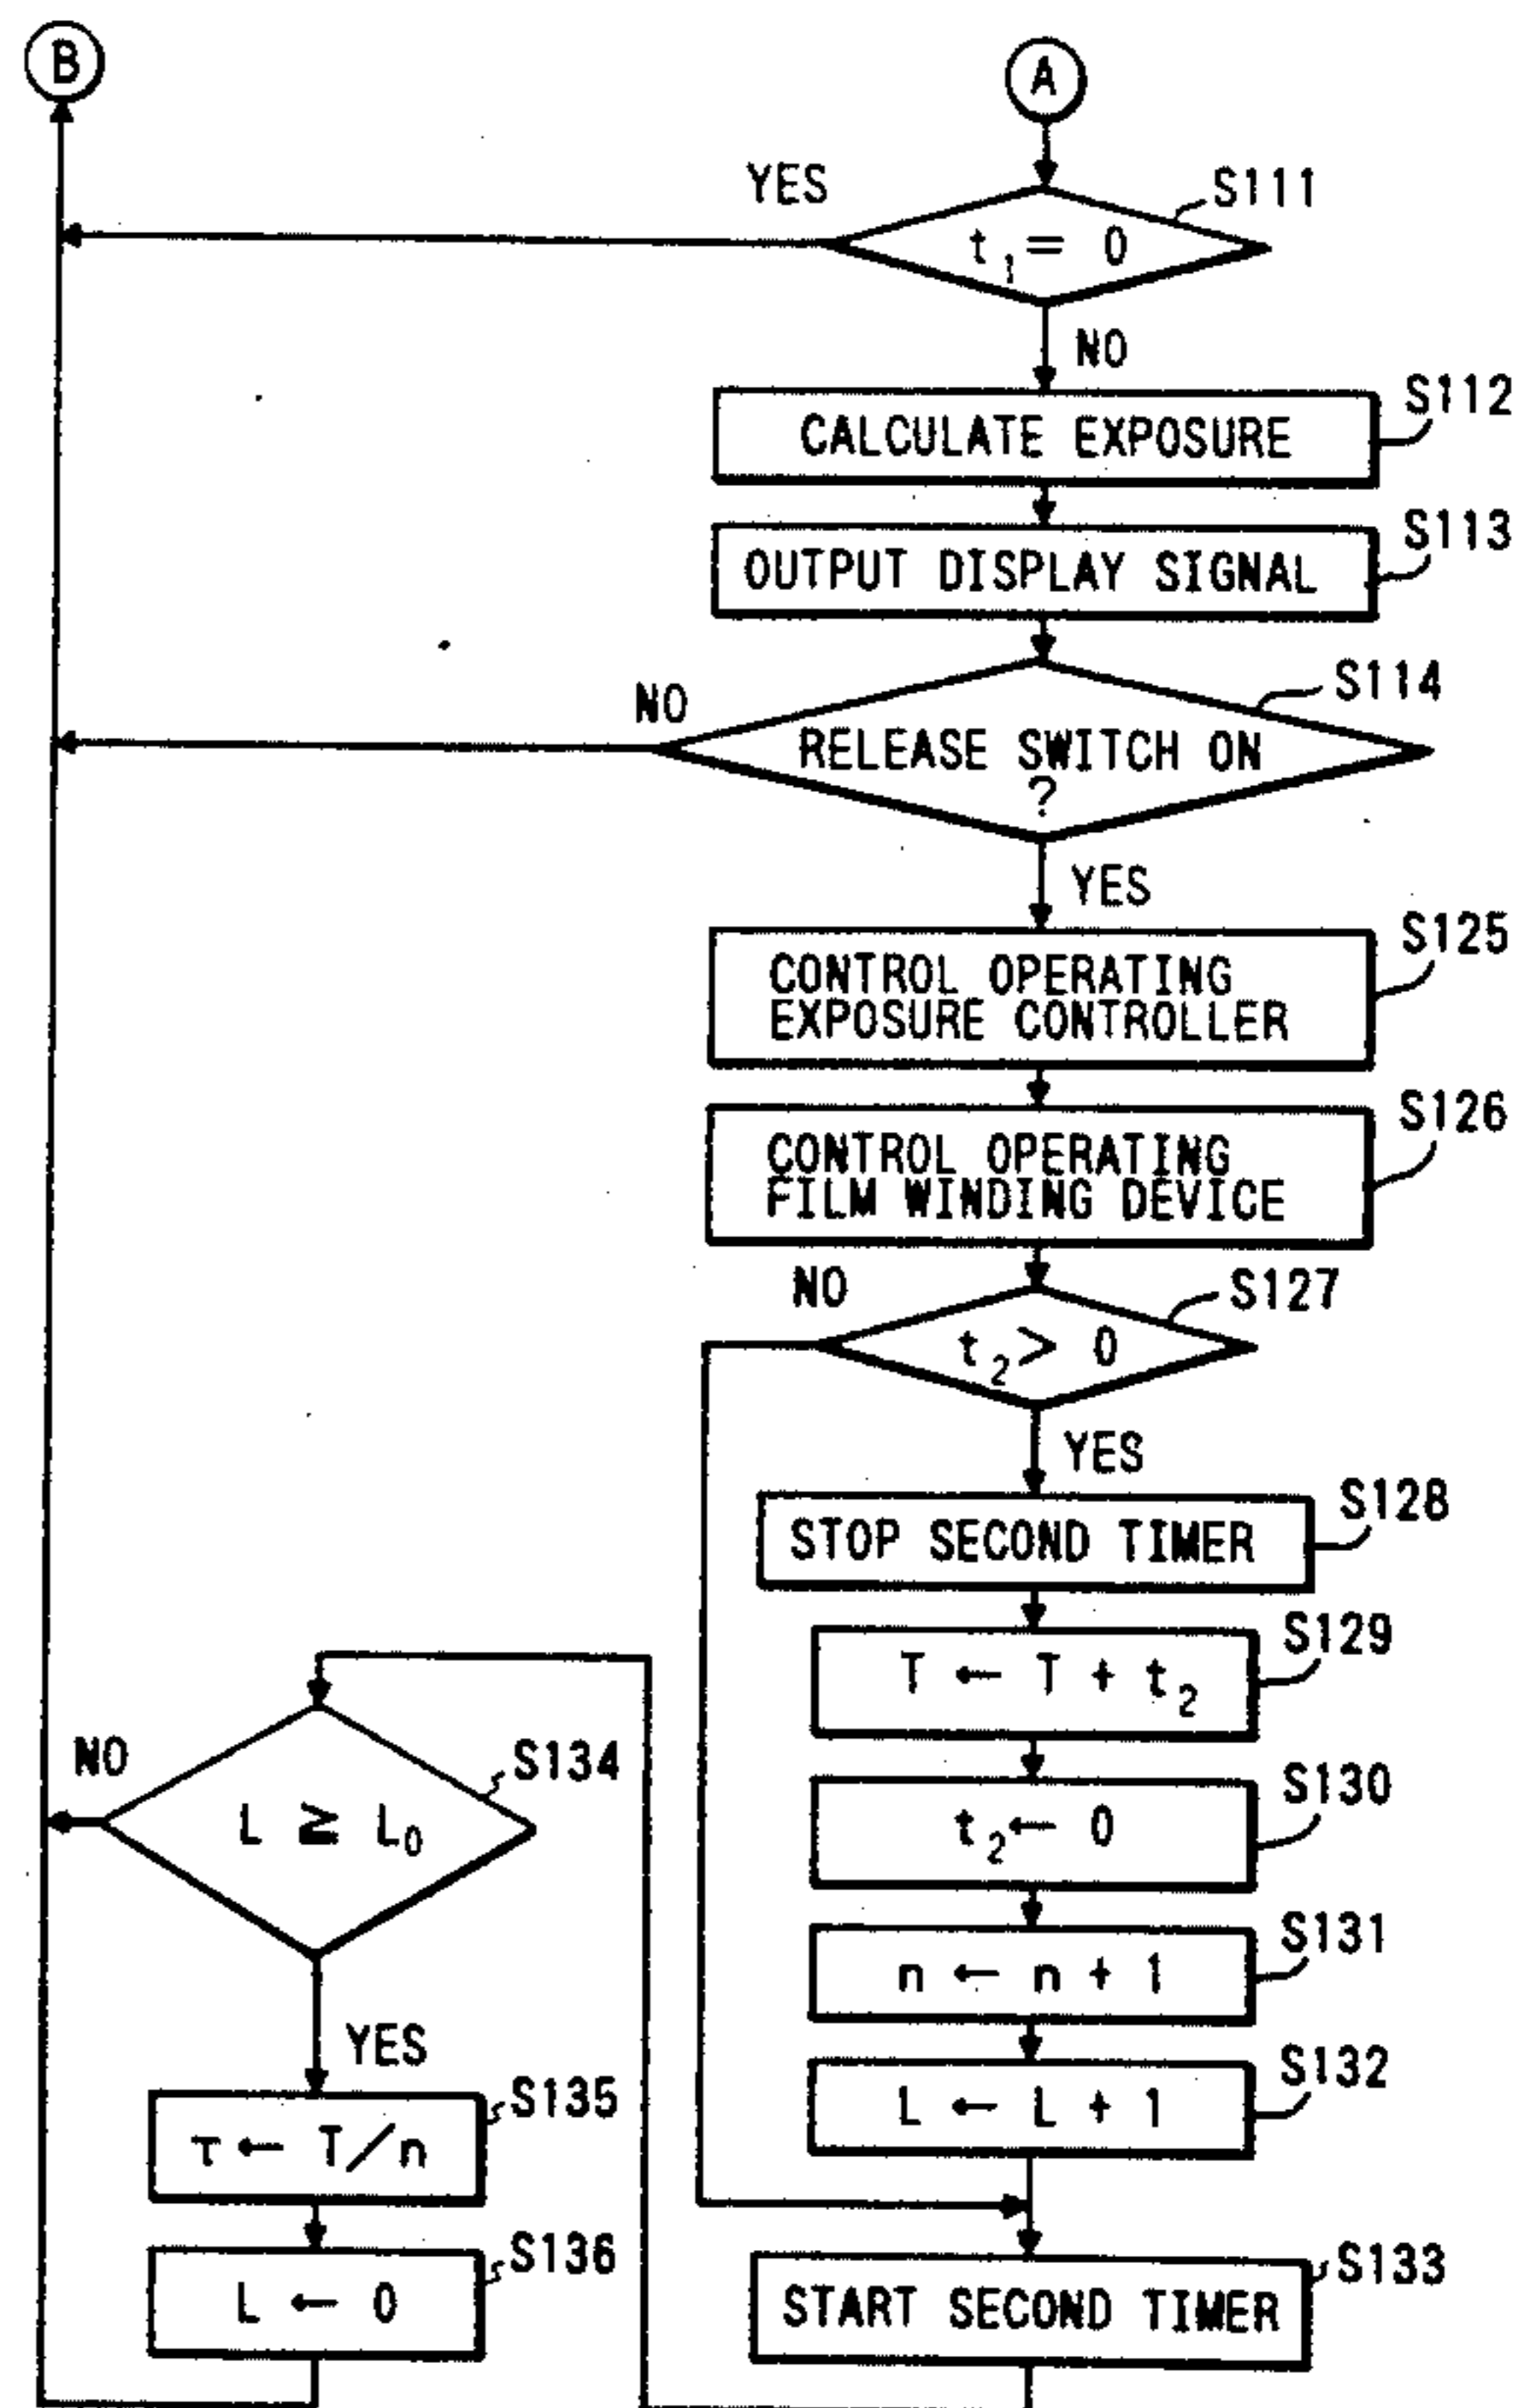 B
A
YES
S111
t₁ = 0
NO
S112
CALCULATE EXPOSURE
S113
OUTPUT DISPLAY SIGNAL
S114
NO
RELEASE SWITCH ON
?
YES
S125
CONTROL OPERATING
EXPOSURE CONTROLLER
S126
CONTROL OPERATING
FILM WINDING DEVICE
NO
S127
t₂ > 0
YES
S128
STOP SECOND TIMER
S129
T ← T + t₂
S130
t₂ ← 0
S131
n ← n + 1
S132
L ← L + 1
S133
START SECOND TIMER
NO
S134
L ≧ L₀
YES
S135
τ ← T/n
S136
L ← 0